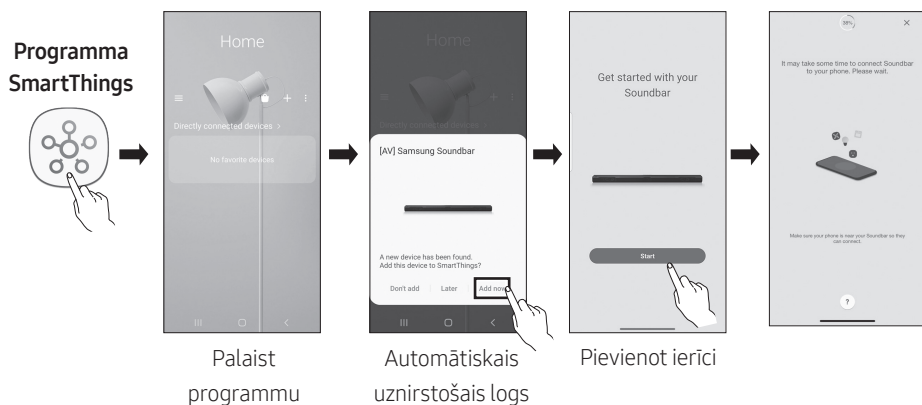 Programma
SmartThings
Home
Directly connected devices >
No favorite devices
Palaist
programmu
Home
Directly connected devices >
[AV] Samsung Soundbar
A new device has been found.
Add this device to SmartThings?
Don't add
Later
Add now
Automātiskais
uznirstošais logs
Get started with your
Soundbar
Start
Pievienot ierīci
39%
It may take some time to connect Soundbar
to your phone. Please wait.
Make sure your phone is near your Soundbar so they
can connect.
?